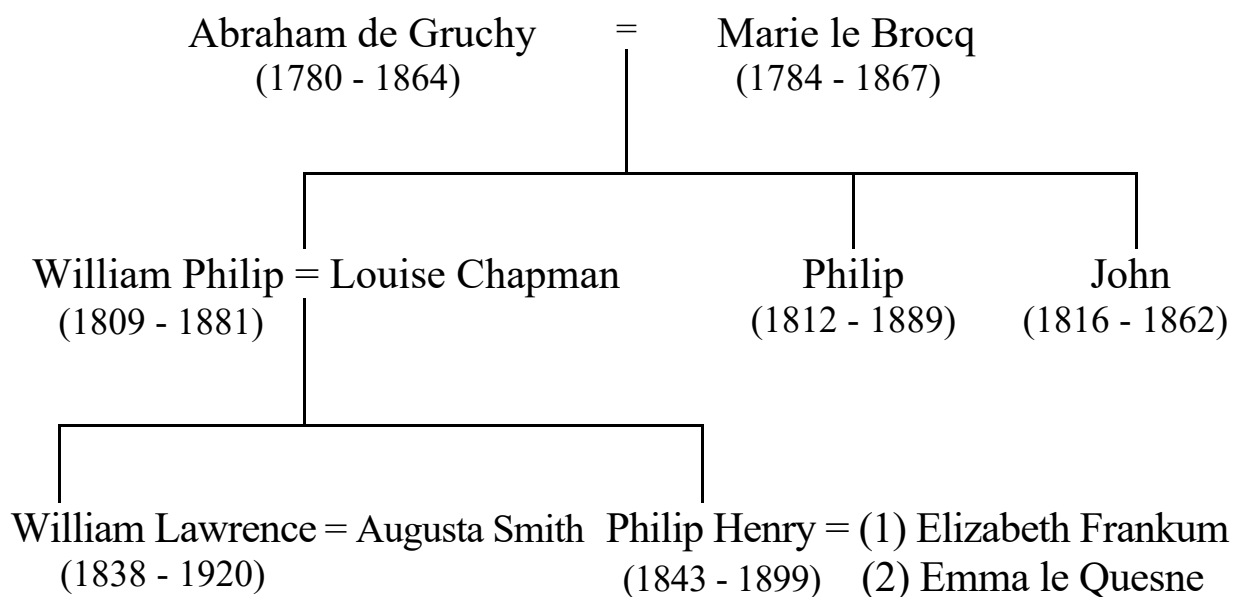 Abraham de Gruchy = Marie le Brocq
(1780 - 1864) (1784 - 1867)
William Philip = Louise Chapman Philip John
(1809 - 1881) (1812 - 1889) (1816 - 1862)
William Lawrence = Augusta Smith Philip Henry = (1) Elizabeth Frankum
(1838 - 1920) (1843 - 1899) (2) Emma le Quesne